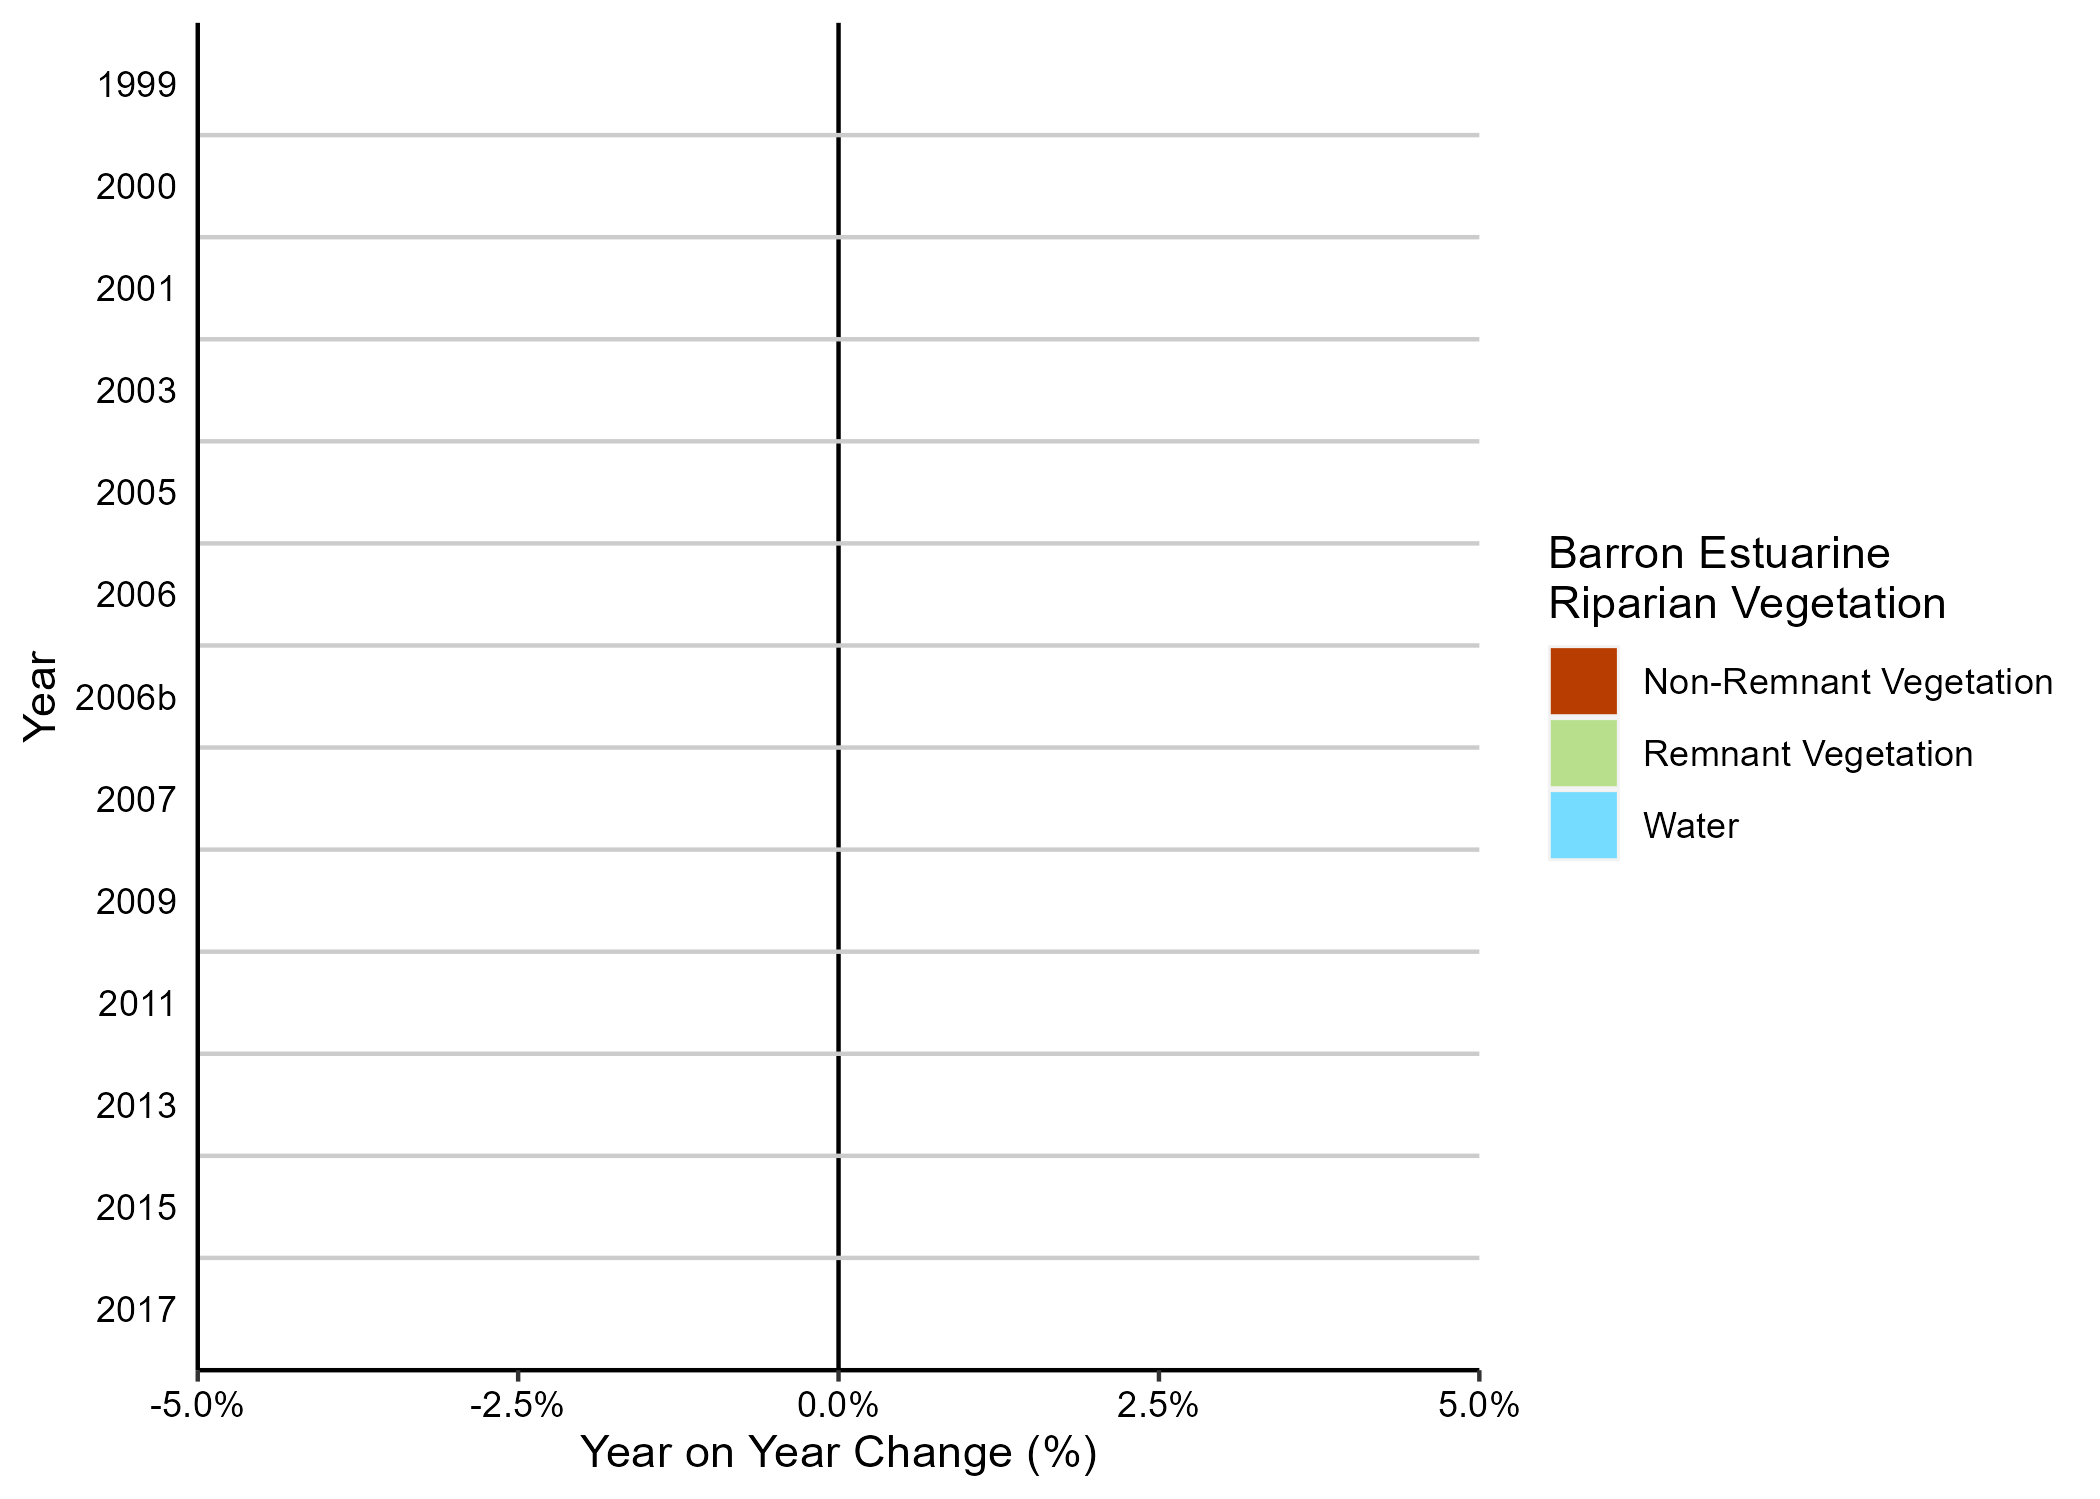 1999
2000
2001
2003
2005
2006
2006b
2007
2009
2011
2013
2015
2017
Year
-5.0% -2.5% 0.0% 2.5% 5.0%
Year on Year Change (%)
Barron Estuarine
Riparian Vegetation
Non-Remnant Vegetation
Remnant Vegetation
Water